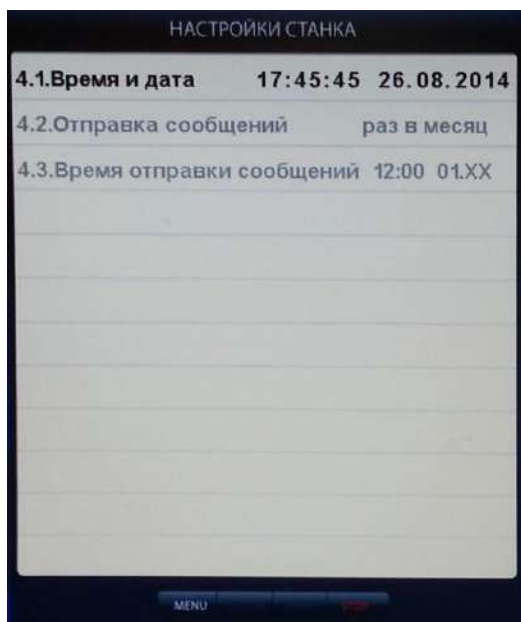 НАСТРОЙКИ СТАНКА
4.1.Время и дата 17:45:45 26.08.2014
4.2.Отправка сообщений раз в месяц
4.3.Время отправки сообщений 12:00 01.XX
MENU STOP